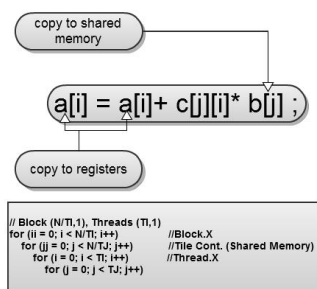 copy to shared
memory
a[i] = a[i]+ c[j][i]* b[j] ;
copy to registers
// Block (N/TI,1), Threads (TI,1)
for (ii = 0; i < N/TI; i++) //Block.X
for (jj = 0; j < N/TJ; j++) //Tile Cont. (Shared Memory)
for (i = 0; i < TI; i++) //Thread.X
for (j = 0; j < TJ; j++)